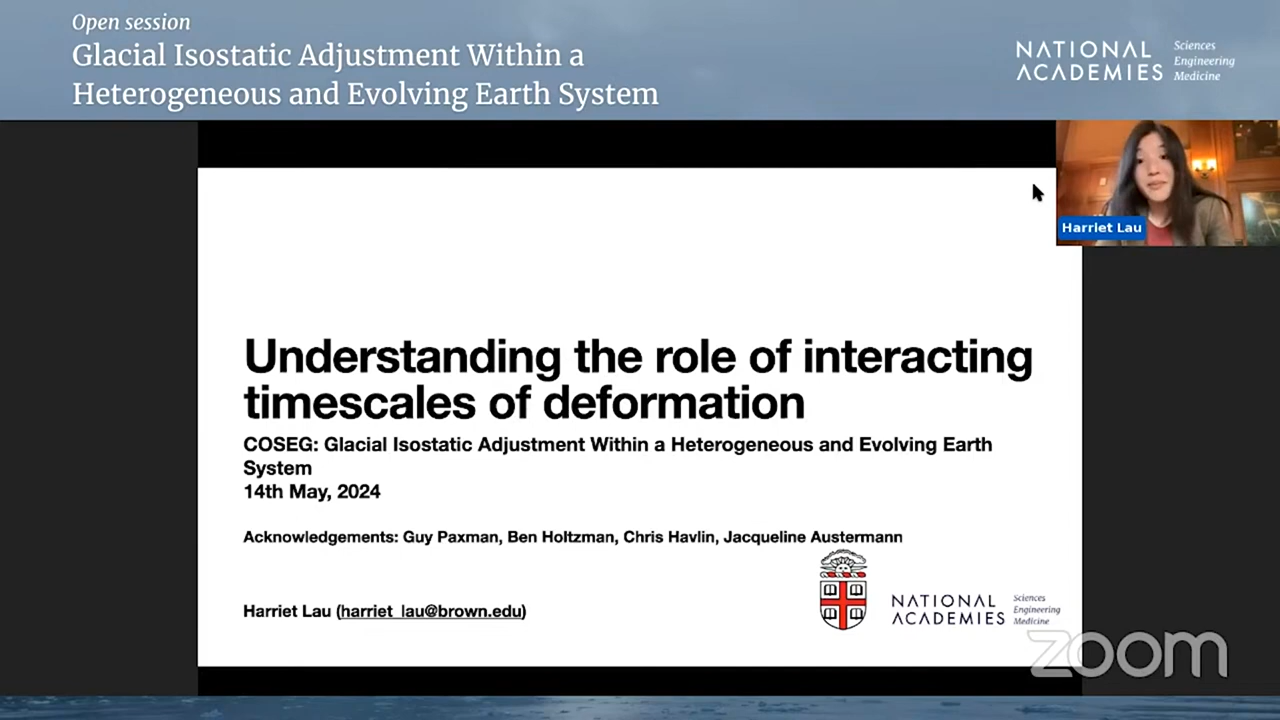 Open session
Glacial Isostatic Adjustment Within a
Heterogeneous and Evolving Earth System
NATIONAL
ACADEMIES
Sciences
Engineering
Medicine
Harriet Lau
Understanding the role of interacting
timescales of deformation
COSEG: Glacial Isostatic Adjustment Within a Heterogeneous and Evolving Earth
System
14th May, 2024
Acknowledgements: Guy Paxman, Ben Holtzman, Chris Havlin, Jacqueline Austermann
Harriet Lau (harriet_lau@brown.edu)
NATIONAL
ACADEMIES
Sciences
Engineering
Medicine
zoom